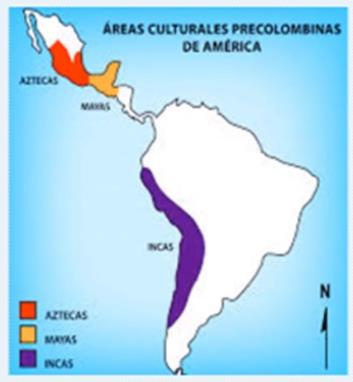 ÁREAS CULTURALES PRECOLOMBINAS
DE AMÉRICA
AZTECAS
MAYAS
INCAS
N
AZTECAS
MAYAS
INCAS